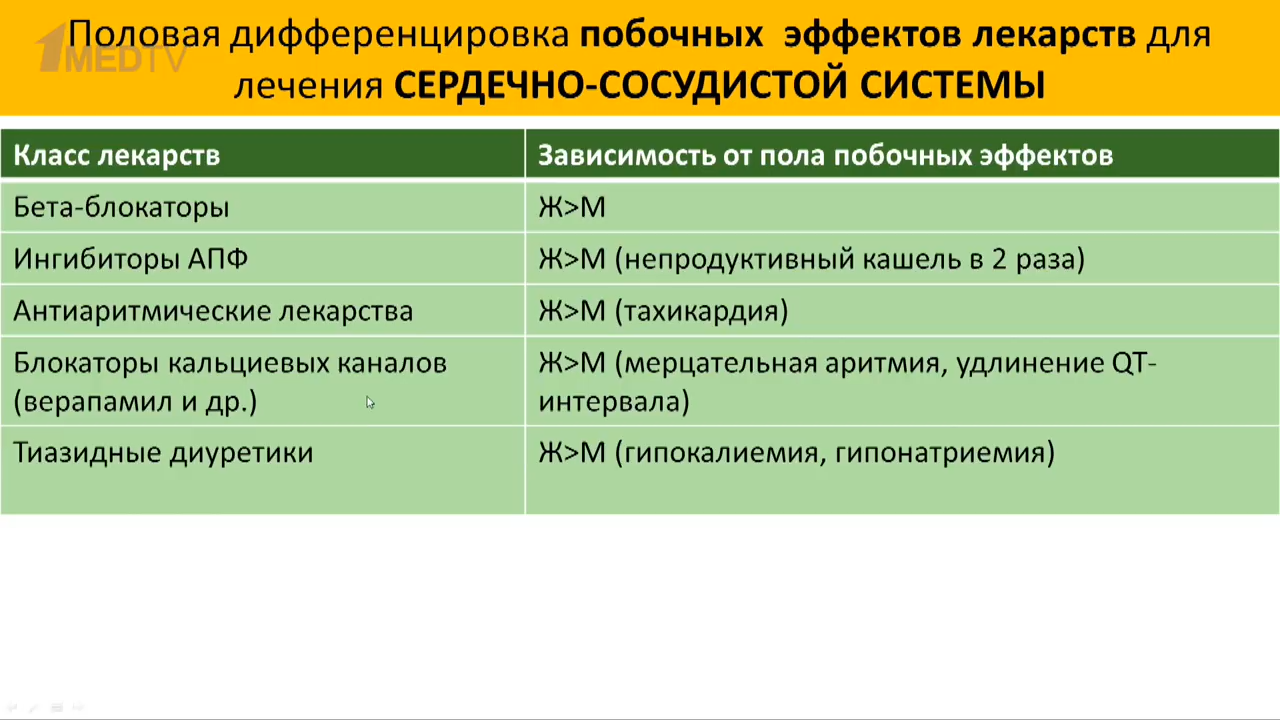 Половая дифференцировка побочных эффектов лекарств для
лечения СЕРДЕЧНО-СОСУДИСТОЙ СИСТЕМЫ
1MEDTV
Класс лекарств
Зависимость от пола побочных эффектов
Бета-блокаторы
Ж>М
Ингибиторы АПФ
Ж>М (непродуктивный кашель в 2 раза)
Антиаритмические лекарства
Ж>М (тахикардия)
Блокаторы кальциевых каналов
(верапамил и др.)
Ж>М (мерцательная аритмия, удлинение QT-
интервала)
Тиазидные диуретики
Ж>М (гипокалиемия, гипонатриемия)